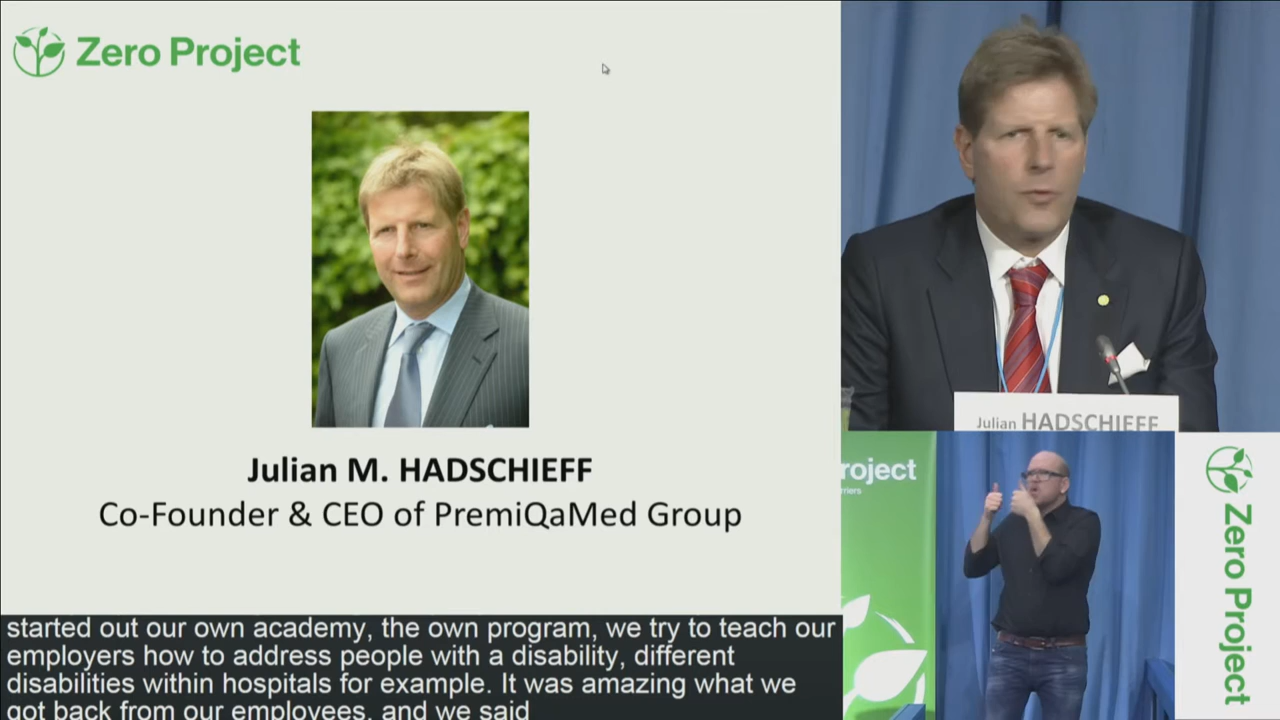 Zero Project
Julian M. HADSCHIEFF
Co-Founder & CEO of PremiQaMed Group
started out our own academy, the own program, we try to teach our
employers how to address people with a disability, different
disabilities within hospitals for example. It was amazing what we
got back from our employees, and we said
Julian HADSCHIEFF
roject
rriers
Zero Project